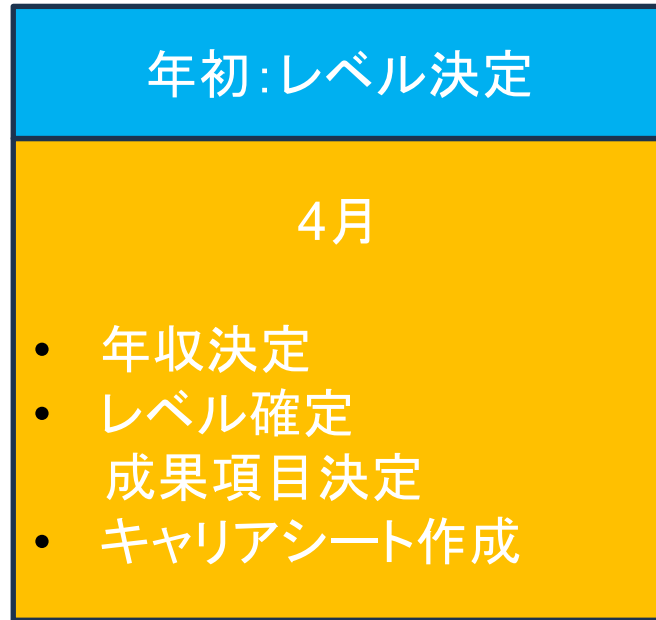 年初：レベル決定
4月
• 年収決定
• レベル確定
成果項目決定
• キャリアシート作成